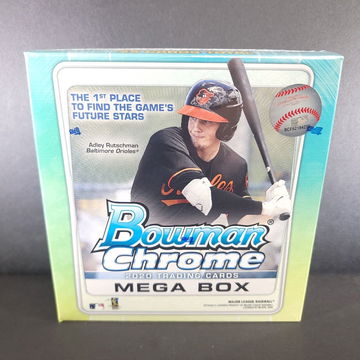 THE 1ST PLACE
TO FIND THE GAME'S
FUTURE STARS
Adley Rutschman
Baltimore Orioles®
Bowman®
Chrome
2020 TRADING CARDS
MEGA BOX
MAJOR LEAGUE BASEBALL